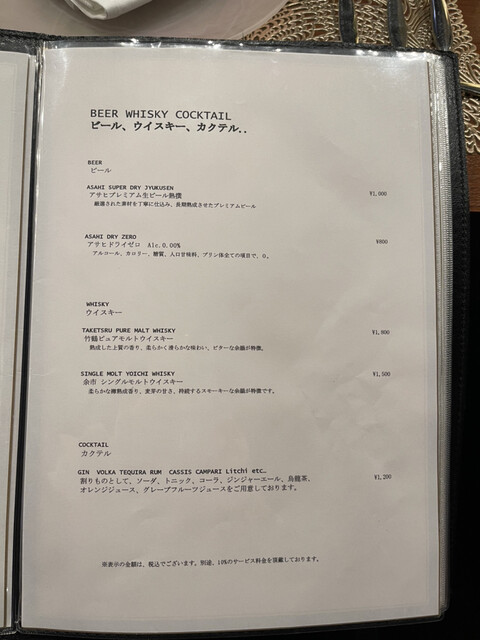 BEER WHISKY COCKTAIL
ビール、ウイスキー、カクテル..
BEER
ビール
ASAHI SUPER DRY JYUKUSEN
アサヒプレミアム生ビール熟撰 ¥1,000
厳選された素材を丁寧に仕込み、長期熟成させたプレミアムビール
ASAHI DRY ZERO
アサヒドライゼロ Alc.0.00% ¥800
アルコール、カロリー、糖質、人口甘味料、プリン体全ての項目で、0。
WHISKY
ウイスキー
TAKETSRU PURE MALT WHISKY ¥1,800
竹鶴ピュアモルトウイスキー
熟成した上質の香り、柔らかく滑らかな味わい、ビターな余韻が特徴。
SINGLE MOLT YOICHI WHISKY ¥1,500
余市 シングルモルトウイスキー
柔らかな樽熟成香り、麦芽の甘さ、持続するスモーキーな余韻が特徴です。
COCKTAIL
カクテル
GIN VOLKA TEQUIRA RUM CASSIS CAMPARI Litchi etc… ¥1,200
割りものとして、ソーダ、トニック、コーラ、ジンジャーエール、烏龍茶、
オレンジジュース、グレープフルーツジュースをご用意しております。
※表示の金額は、税込でございます。別途、10%のサービス料金を頂戴しております。